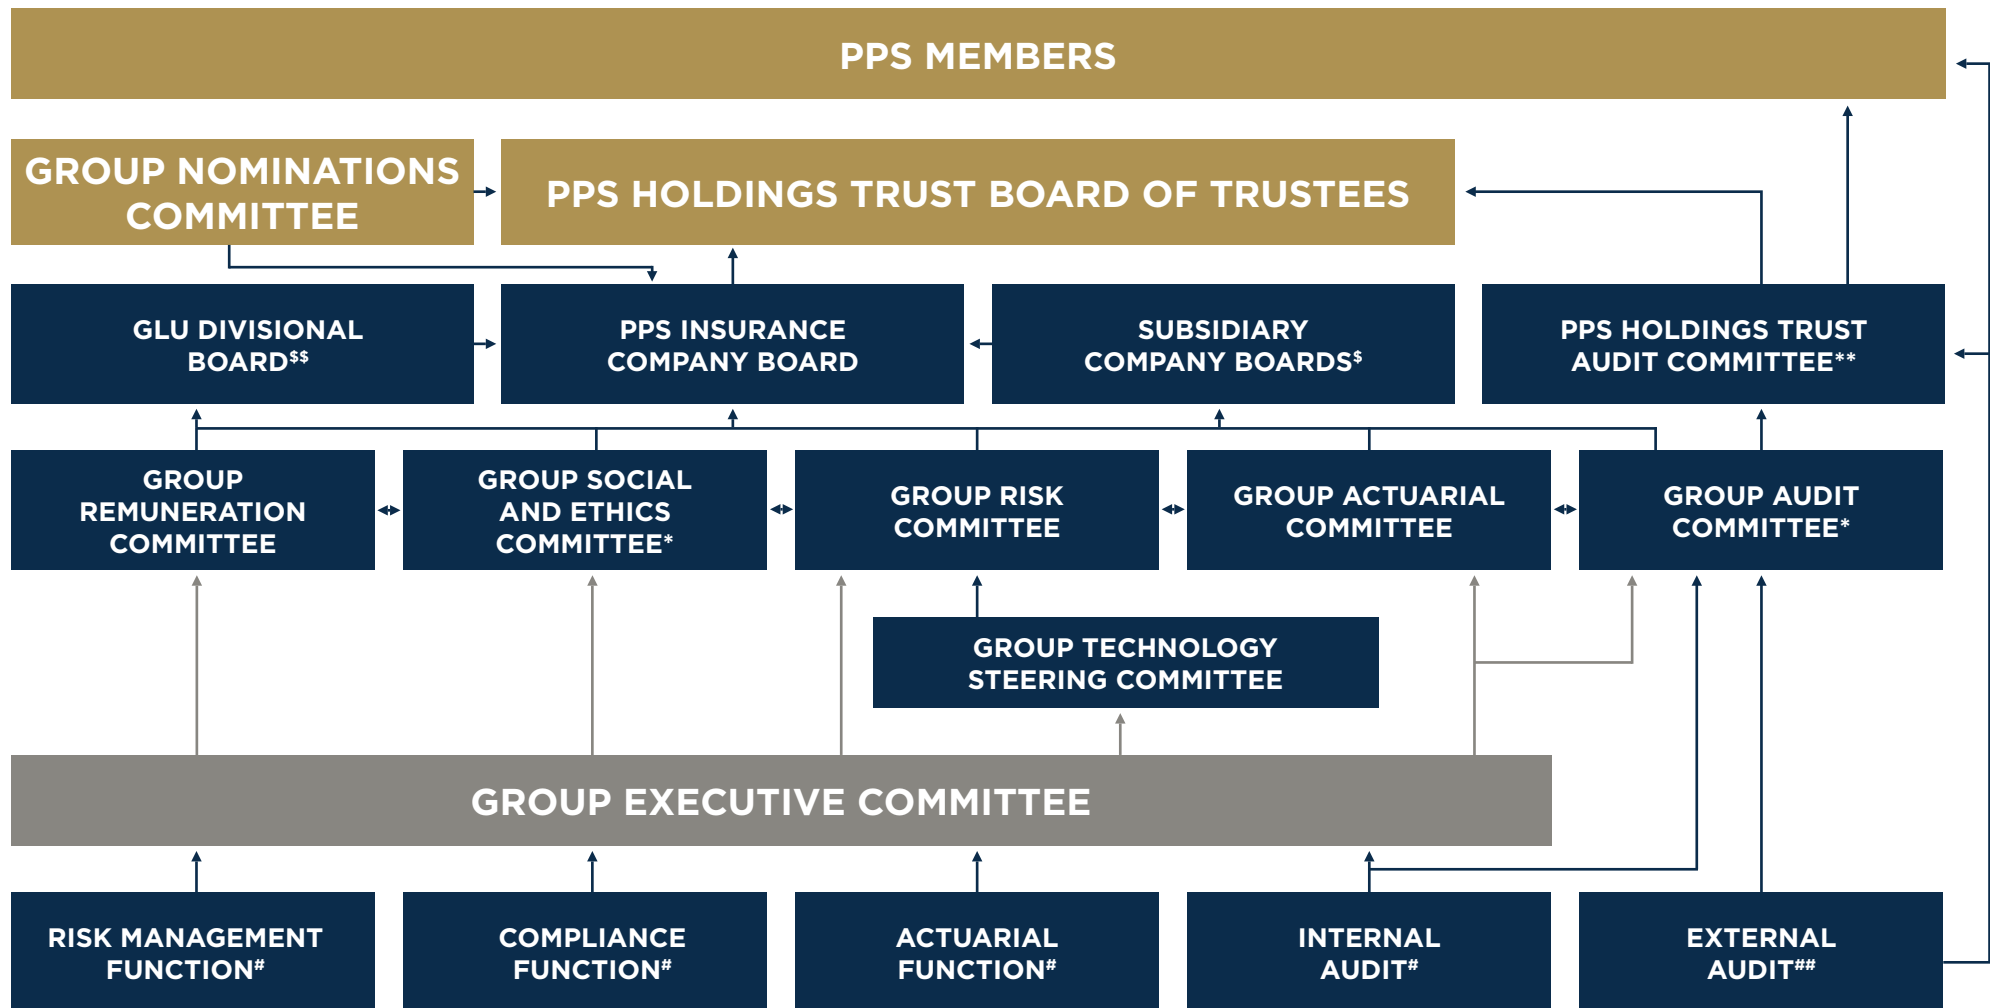 PPS MEMBERS
GROUP NOMINATIONS
COMMITTEE
PPS HOLDINGS TRUST BOARD OF TRUSTEES
GLU DIVISIONAL
BOARD$$
PPS INSURANCE
COMPANY BOARD
SUBSIDIARY
COMPANY BOARDS$
PPS HOLDINGS TRUST
AUDIT COMMITTEE**
GROUP
REMUNERATION
COMMITTEE
GROUP SOCIAL
AND ETHICS
COMMITTEE*
GROUP RISK
COMMITTEE
GROUP ACTUARIAL
COMMITTEE
GROUP AUDIT
COMMITTEE*
GROUP TECHNOLOGY
STEERING COMMITTEE
GROUP EXECUTIVE COMMITTEE
RISK MANAGEMENT
FUNCTION#
COMPLIANCE
FUNCTION#
ACTUARIAL
FUNCTION#
INTERNAL
AUDIT#
EXTERNAL
AUDIT##